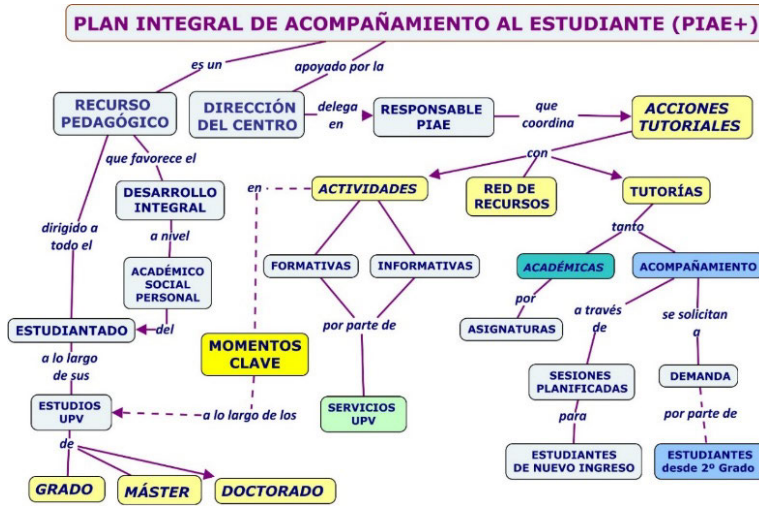 PLAN INTEGRAL DE ACOMPAÑAMIENTO AL ESTUDIANTE (PIAE+)
es un
apoyado por la
RECURSO
PEDAGÓGICO
DIRECCIÓN
DEL CENTRO
delega
en
RESPONSABLE
PIAE
que
coordina
ACCIONES
TUTORIALES
que favorece el
con
DESARROLLO
INTEGRAL
en
ACTIVIDADES
RED DE
RECURSOS
TUTORÍAS
dirigido a
todo el
a nivel
tanto
ACADÉMICO
SOCIAL
PERSONAL
FORMATIVAS
INFORMATIVAS
ACADÉMICAS
ACOMPAÑAMIENTO
por
a través
de
se solicitan
a
ESTUDIANTADO
del
MOMENTOS
CLAVE
por parte de
ASIGNATURAS
a lo largo
de sus
SESIONES
PLANIFICADAS
DEMANDA
ESTUDIOS
UPV
a lo largo de los
SERVICIOS
UPV
para
por parte de
de
ESTUDIANTES
DE NUEVO INGRESO
ESTUDIANTES
desde 2º Grado
GRADO
MÁSTER
DOCTORADO